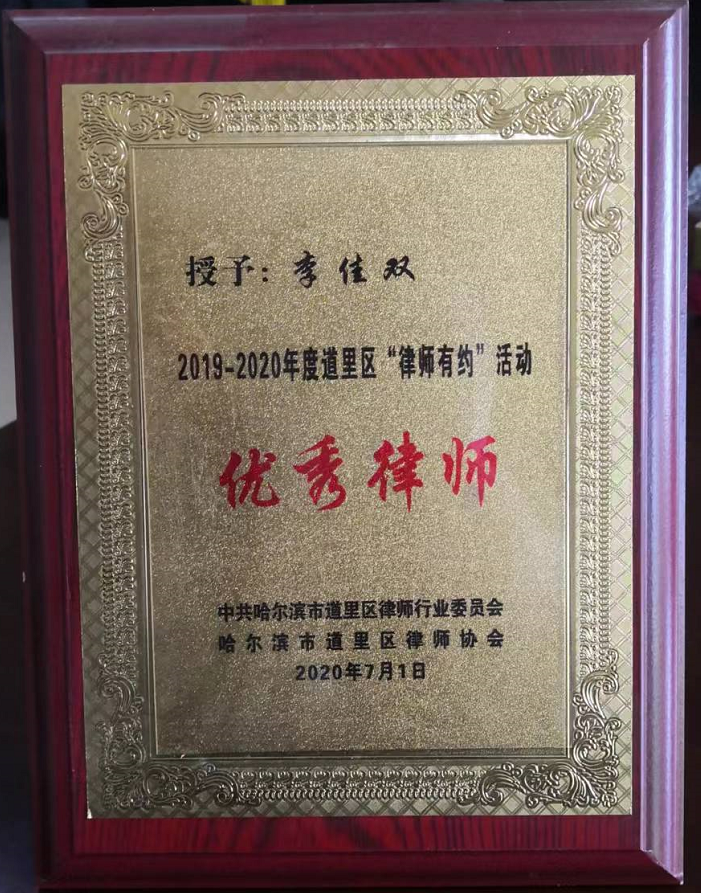 授予：李佳双
2019-2020年度道里区“律师有约”活动
优秀律师
中共哈尔滨市道里区律师行业委员会
哈尔滨市道里区律师协会
2020年7月1日